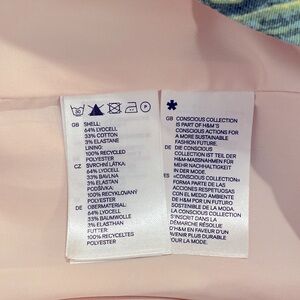 GB SHELL:
64% LYOCELL
33% COTTON
3% ELASTANE
LINING:
100% RECYCLED
POLYESTER
CZ SVRCHNÍ LÁTKA:
64% LYOCELL
33% BAVLNA
3% ELASTAN
PODŠÍVKA:
100% RECYKLOVANÝ
POLYESTER
DE OBERMATERIAL:
64% LYOCELL
33% BAUMWOLLE
3% ELASTHAN
FUTTER:
100% RECYCELTES
POLYESTER
GB CONSCIOUS COLLECTION
IS PART OF H&M'S
CONSCIOUS ACTIONS FOR
A MORE SUSTAINABLE
FASHION FUTURE.
DE DIE CONSCIOUS
COLLECTION IST TEIL DER
H&M-MASSNAHMEN FÜR
MEHR NACHHALTIGKEIT
IN DER MODE.
ES «CONSCIOUS COLLECTION»
FORMA PARTE DE LAS
ACCIONES RESPETUOSAS
CON EL MEDIO AMBIENTE
DE H&M POR UN FUTURO
MÁS SOSTENIBLE DE LA MODA.
LA CONSCIOUS COLLECTION
S'INSCRIT DANS LA
DÉMARCHE RÉSOLUE
D'H&M EN FAVEUR D'UN
AVENIR PLUS DURABLE
POUR LA MODE.